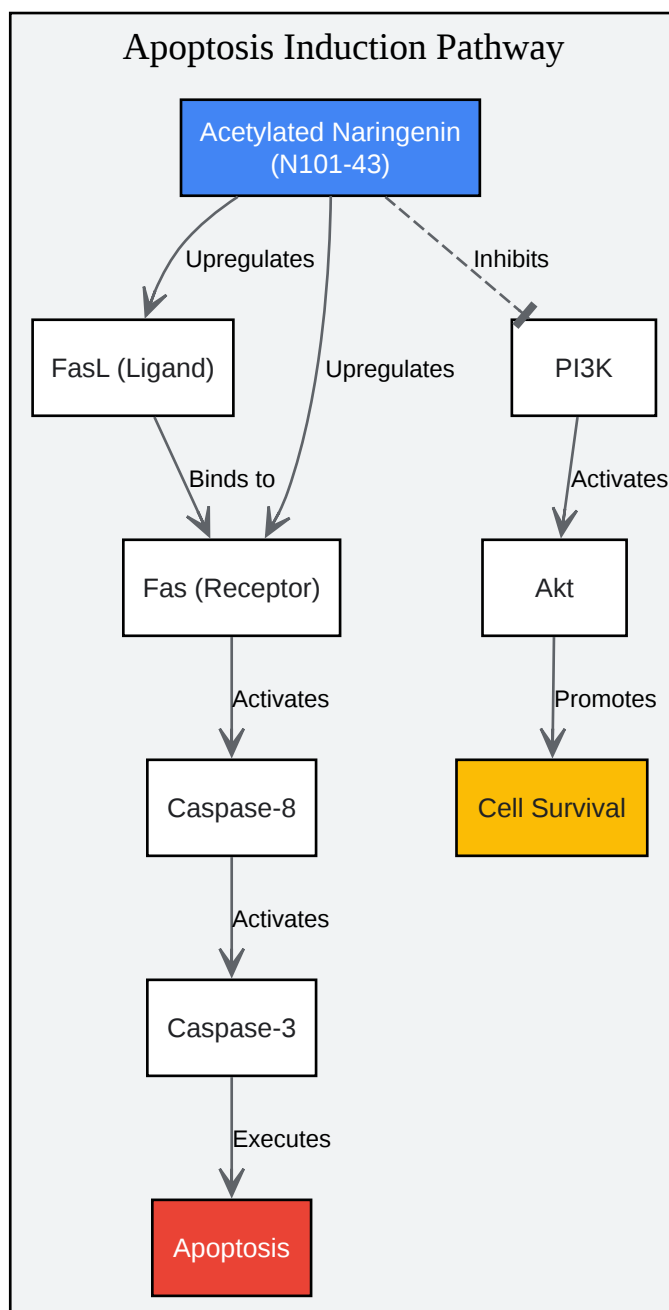 Apoptosis Induction Pathway
Acetylated Naringenin
(N101-43)
Upregulates
Inhibits
FasL (Ligand)
Upregulates
PI3K
Binds to
Activates
Fas (Receptor)
Akt
Activates
Promotes
Caspase-8
Cell Survival
Activates
Caspase-3
Executes
Apoptosis